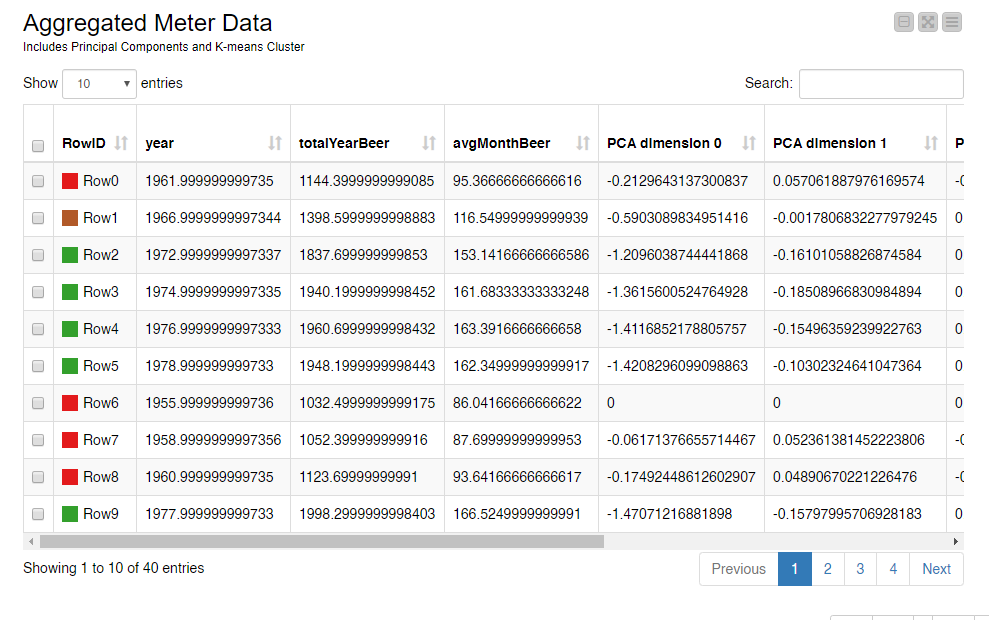 Aggregated Meter Data
Includes Principal Components and K-means Cluster
Show 10 entries Search:
RowID year totalYearBeer avgMonthBeer PCA dimension 0 PCA dimension 1 P
Row0 1961.999999999735 1144.3999999999085 95.36666666666616 -0.2129643137300837 0.057061887976169574 -0
Row1 1966.9999999997344 1398.5999999998883 116.54999999999939 -0.5903089834951416 -0.0017806832277979245 0
Row2 1972.9999999997337 1837.699999999853 153.14166666666586 -1.2096038744441868 -0.16101058826874584 0
Row3 1974.9999999997335 1940.1999999998452 161.68333333333248 -1.3615600524764928 -0.18508966830984894 0
Row4 1976.9999999997333 1960.6999999998432 163.3916666666658 -1.4116852178805757 -0.15496359239922763 0
Row5 1978.999999999733 1948.1999999998443 162.34999999999917 -1.4208296099098863 -0.10302324641047364 0
Row6 1955.999999999736 1032.4999999999175 86.04166666666622 0 0 0
Row7 1958.9999999997356 1052.399999999916 87.69999999999953 -0.06171376655714467 0.052361381452223806 -0
Row8 1960.999999999735 1123.69999999991 93.64166666666617 -0.17492448612602907 0.04890670221226476 -0
Row9 1977.999999999733 1998.2999999998403 166.5249999999991 -1.47071216881898 -0.15797995706928183 0
Showing 1 to 10 of 40 entries Previous 1 2 3 4 Next